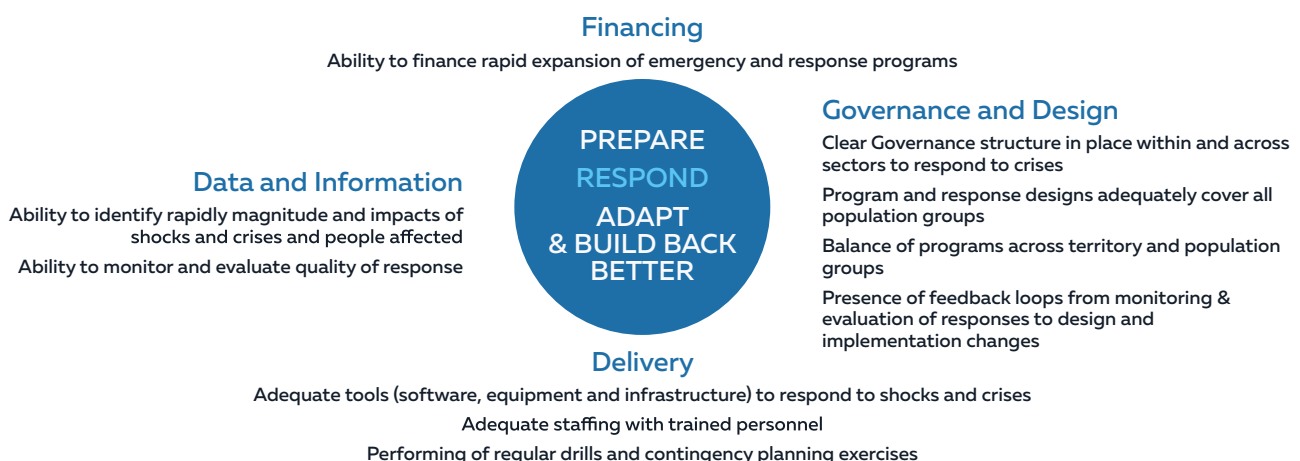 Financing
Ability to finance rapid expansion of emergency and response programs
PREPARE
RESPOND
ADAPT
& BUILD BACK
BETTER
Data and Information
Ability to identify rapidly magnitude and impacts of
shocks and crises and people affected
Ability to monitor and evaluate quality of response
Governance and Design
Clear Governance structure in place within and across
sectors to respond to crises
Program and response designs adequately cover all
population groups
Balance of programs across territory and population
groups
Presence of feedback loops from monitoring &
evaluation of responses to design and
implementation changes
Delivery
Adequate tools (software, equipment and infrastructure) to respond to shocks and crises
Adequate staffing with trained personnel
Performing of regular drills and contingency planning exercises